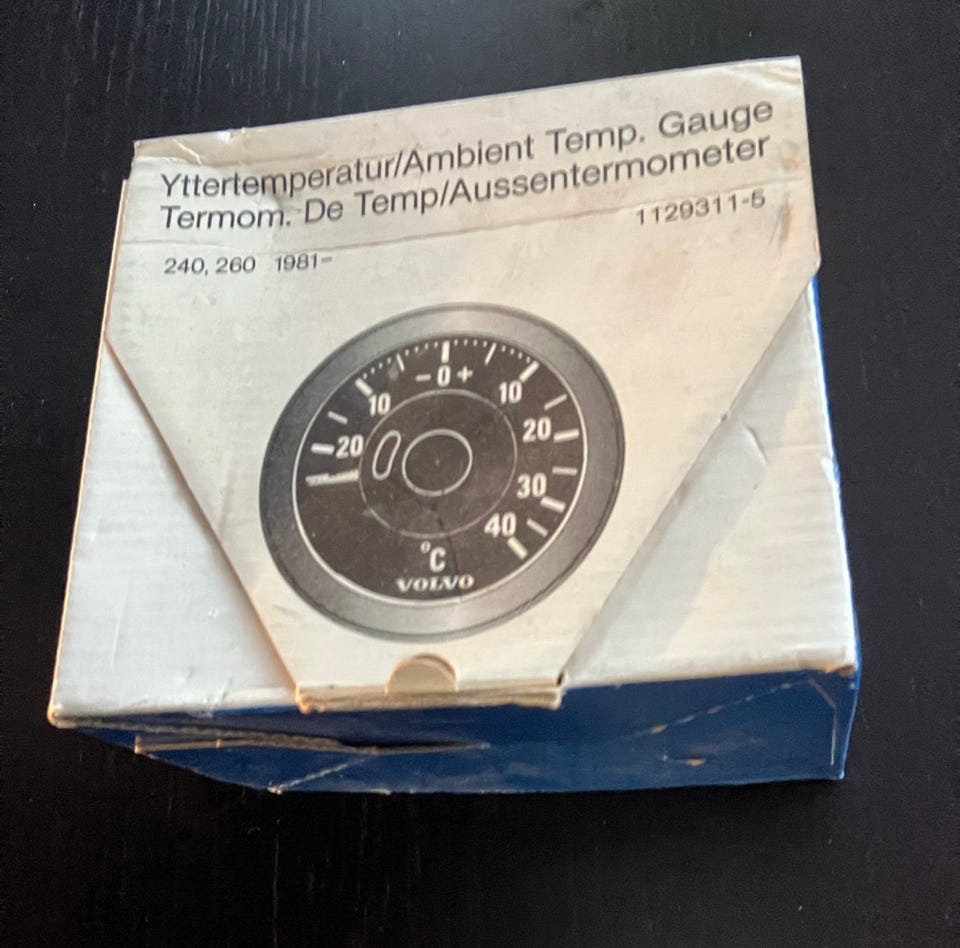 Yttertemperatur/Ambient Temp. Gauge
Termom. De Temp/Aussentermometer
1129311-5
240, 260 1981-
- 0 +
10 10
20 20
30
40
°C
VOLVO